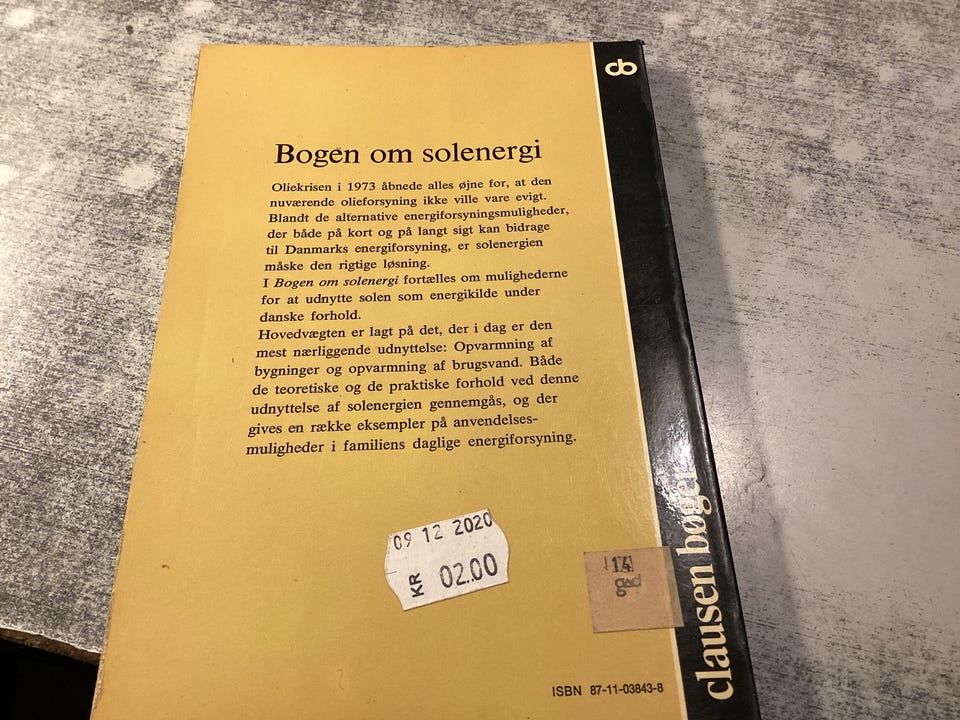 cb
Bogen om solenergi
Oliekrisen i 1973 åbnede alles øjne for, at den
nuværende olieforsyning ikke ville vare evigt.
Blandt de alternative energiforsyningsmuligheder,
der både på kort og på langt sigt kan bidrage
til Danmarks energiforsyning, er solenergien
måske den rigtige løsning.
I Bogen om solenergi fortælles om mulighederne
for at udnytte solen som energikilde under
danske forhold.
Hovedvægten er lagt på det, der i dag er den
mest nærliggende udnyttelse: Opvarmning af
bygninger og opvarmning af brugsvand. Både
de teoretiske og de praktiske forhold ved denne
udnyttelse af solenergien gennemgås, og der
gives en række eksempler på anvendelses-
muligheder i familiens daglige energiforsyning.
09 12 2020
KR 02.00
14
ISBN 87-11-03843-8
clausen bøger